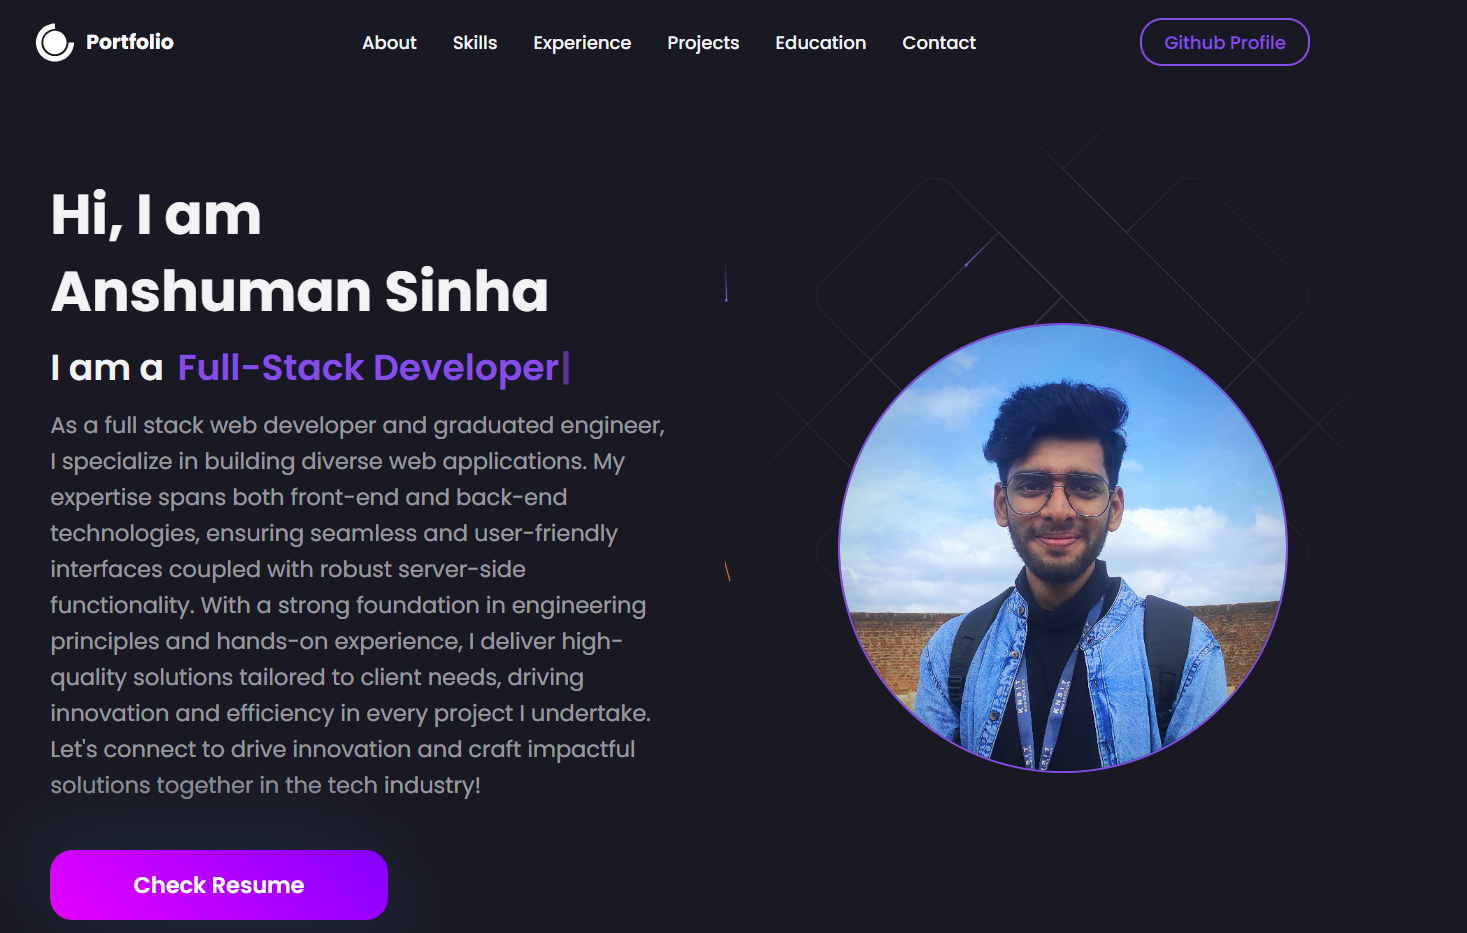 Portfolio
About Skills Experience Projects Education Contact
Github Profile
Hi, I am
Anshuman Sinha
I am a Full-Stack Developer|
As a full stack web developer and graduated engineer,
I specialize in building diverse web applications. My
expertise spans both front-end and back-end
technologies, ensuring seamless and user-friendly
interfaces coupled with robust server-side
functionality. With a strong foundation in engineering
principles and hands-on experience, I deliver high-
quality solutions tailored to client needs, driving
innovation and efficiency in every project I undertake.
Let's connect to drive innovation and craft impactful
solutions together in the tech industry!
Check Resume
KNSIT
KNSIT
KNSIT